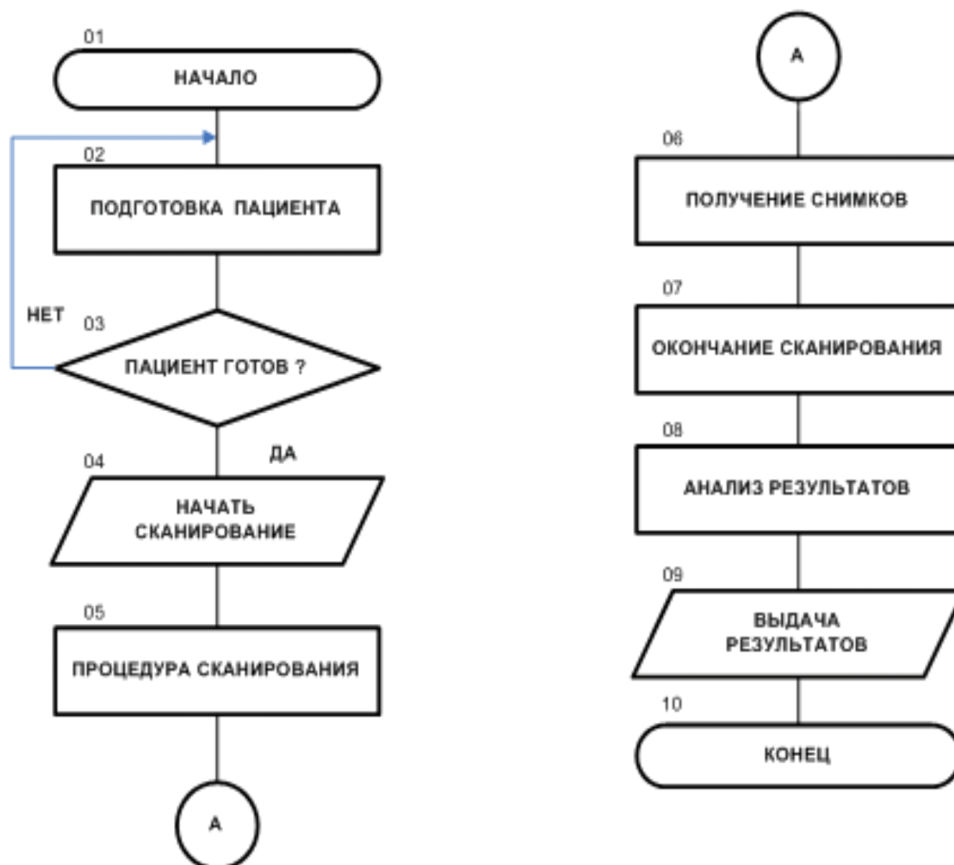 01
НАЧАЛО
02
ПОДГОТОВКА ПАЦИЕНТА
НЕТ
03
ПАЦИЕНТ ГОТОВ ?
ДА
04
НАЧАТЬ
СКАНИРОВАНИЕ
05
ПРОЦЕДУРА СКАНИРОВАНИЯ
А
А
06
ПОЛУЧЕНИЕ СНИМКОВ
07
ОКОНЧАНИЕ СКАНИРОВАНИЯ
08
АНАЛИЗ РЕЗУЛЬТАТОВ
09
ВЫДАЧА
РЕЗУЛЬТАТОВ
10
КОНЕЦ